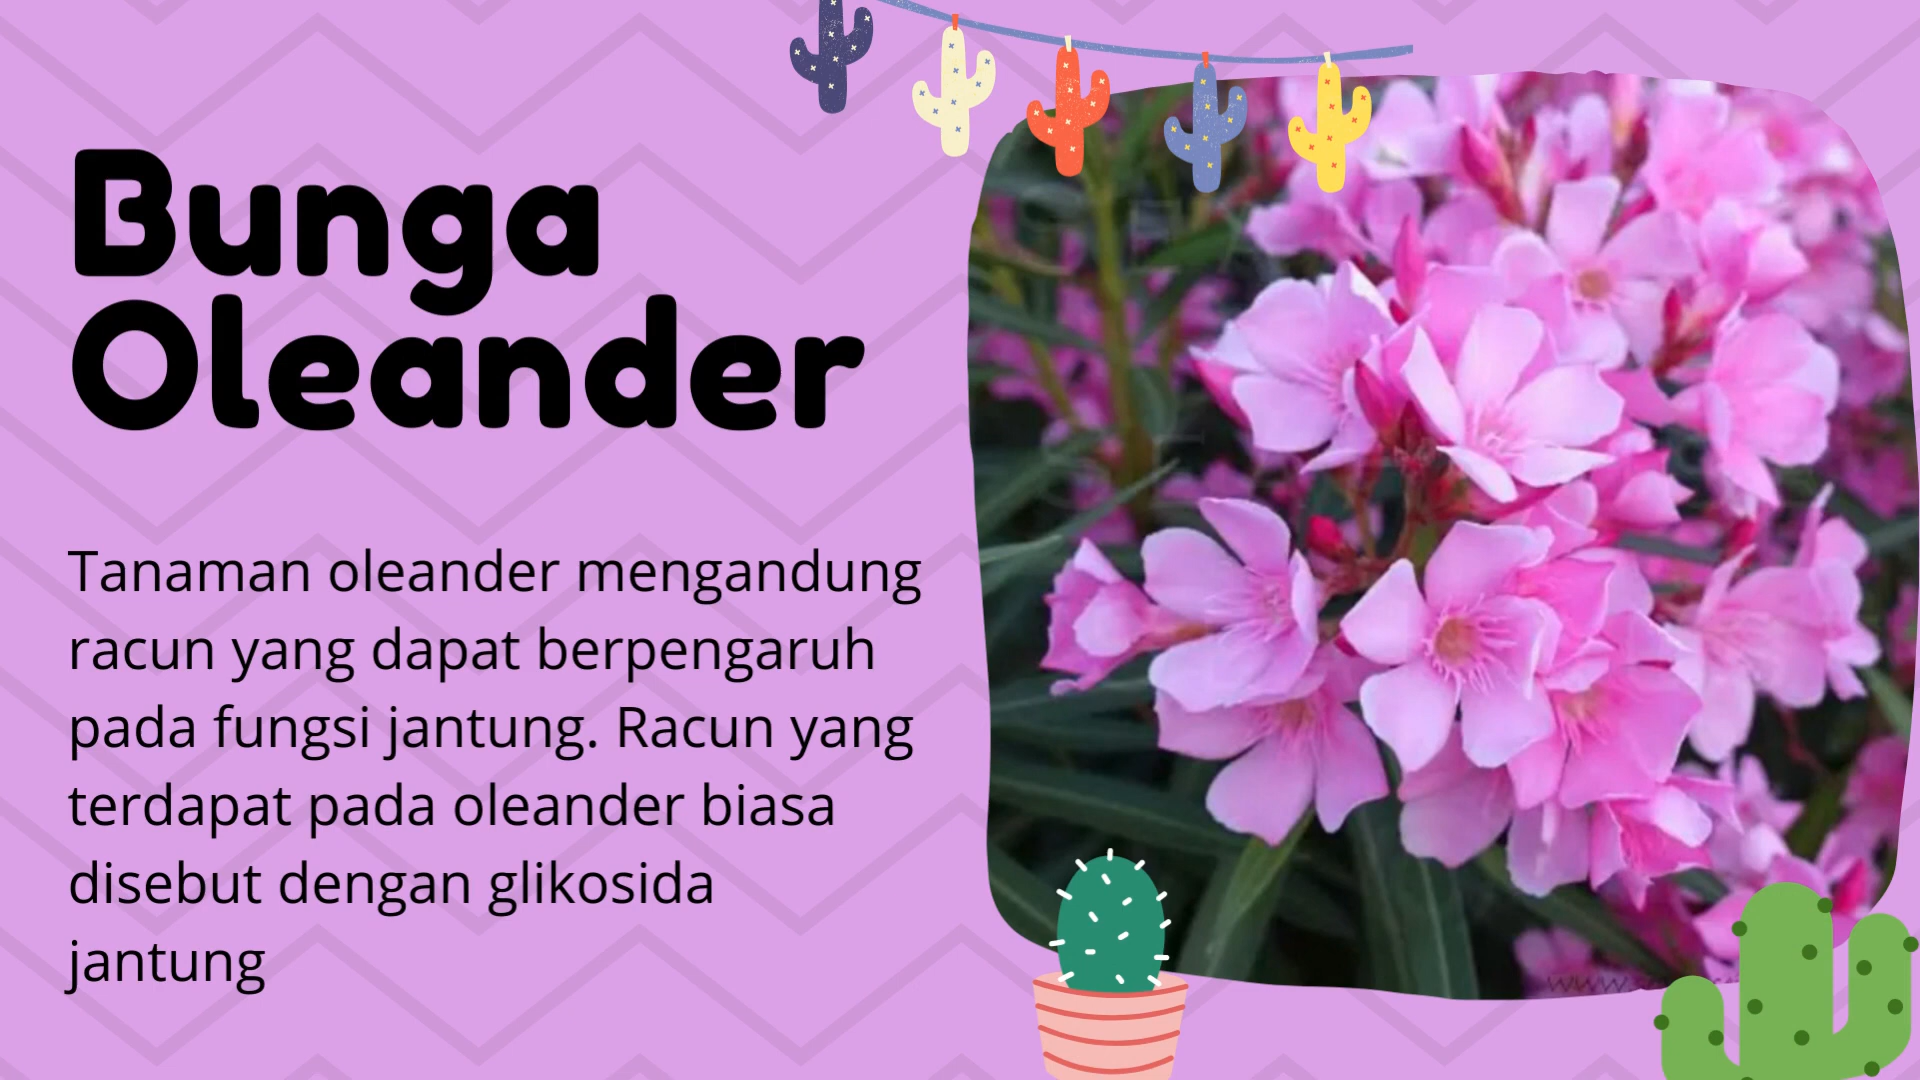 Bunga
Oleander
Tanaman oleander mengandung
racun yang dapat berpengaruh
pada fungsi jantung. Racun yang
terdapat pada oleander biasa
disebut dengan glikosida
jantung